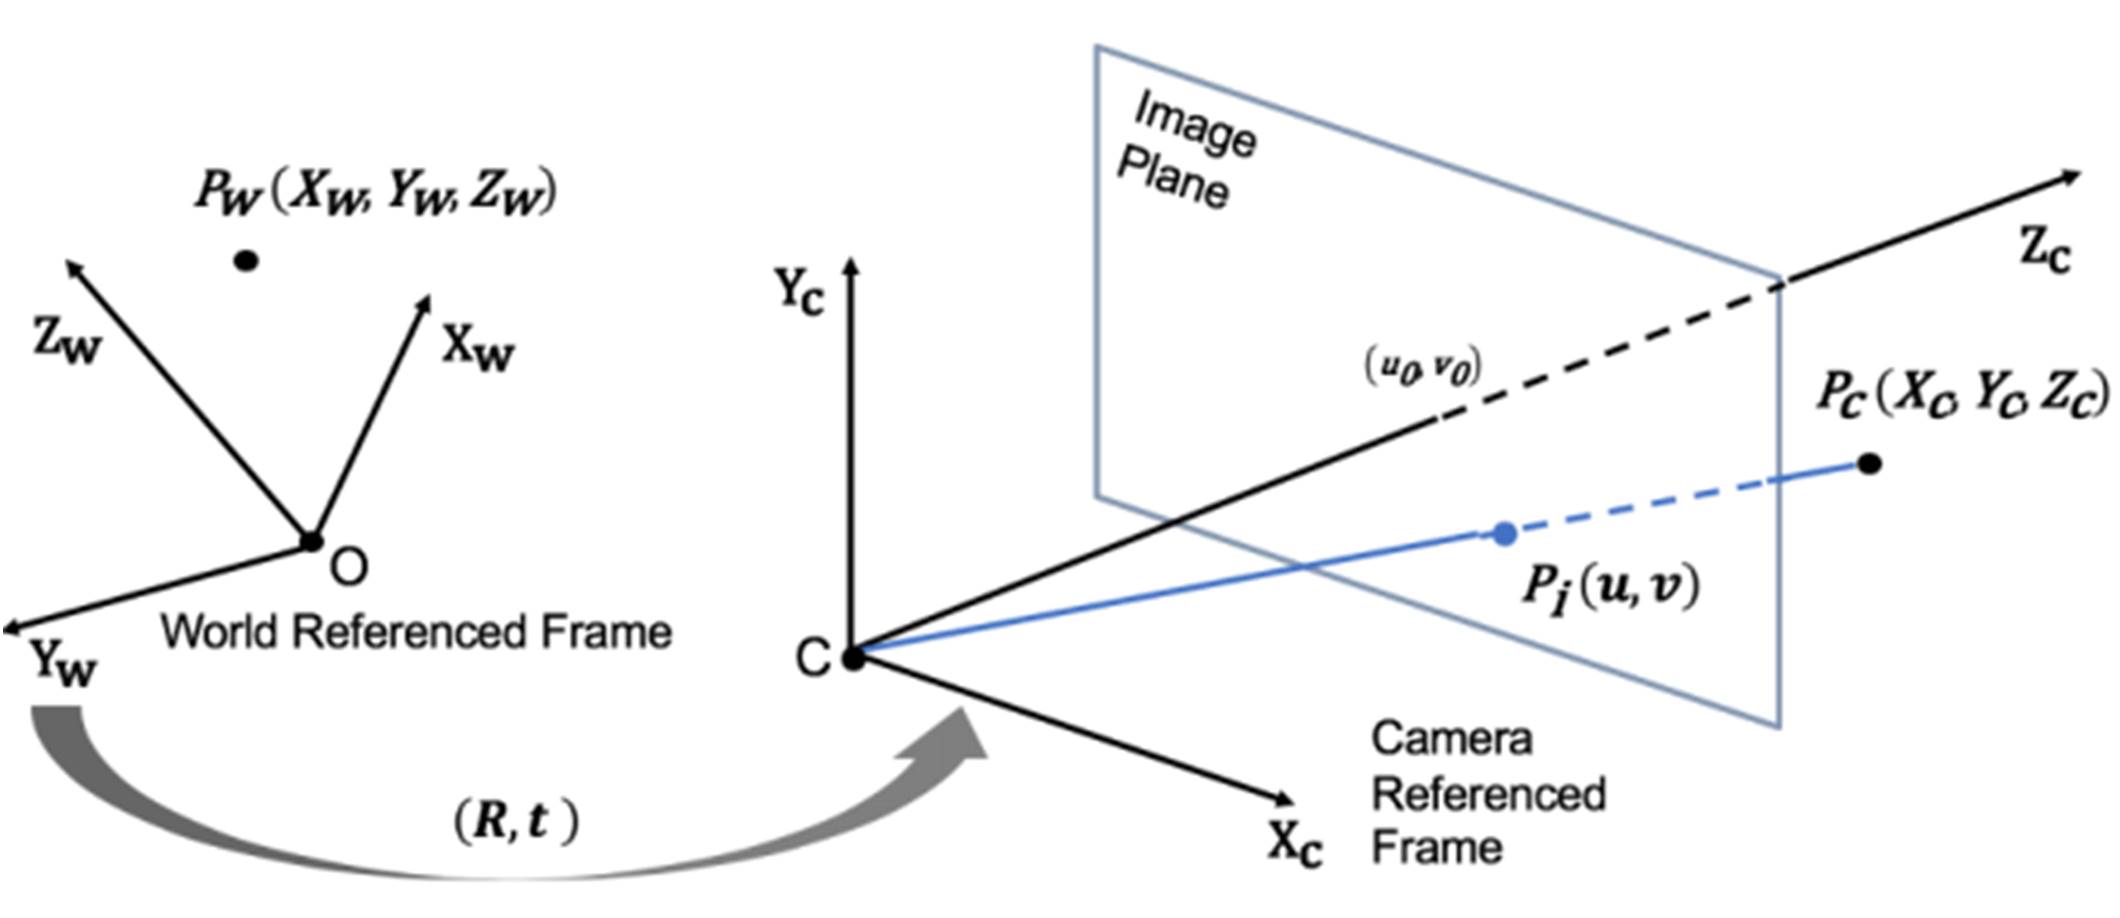 Image
Plane
P_W (X_W, Y_W, Z_W)
Z_W
X_W
O
World Referenced Frame
Y_W
(R, t )
Y_C
C
X_C
Camera
Referenced
Frame
(u_0, v_0)
Z_C
P_C (X_C, Y_C, Z_C)
P_i (u, v)